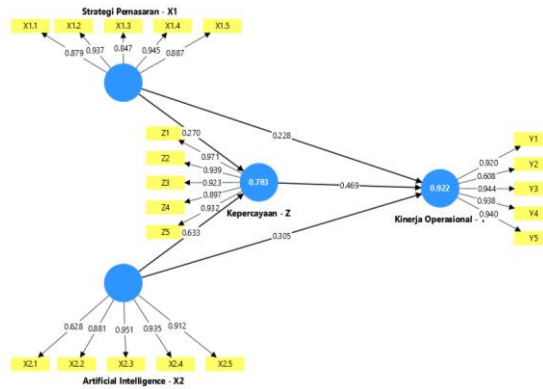 Strategi Pemasaran - X1
X1.1 X1.2 X1.3 X1.4 X1.5
0.879 0.937 0.847 0.945 0.887
0.270
0.228
Z1
Z2
Z3
Z4
Z5
0.971
0.939
0.923
0.897
0.932
0.783
Kepercayaan - Z
0.469
0.633
0.305
0.922
Kinerja Operasional -
0.920
0.608
0.944
0.938
0.940
Y1
Y2
Y3
Y4
Y5
0.628 0.881 0.951 0.935 0.912
X2.1 X2.2 X2.3 X2.4 X2.5
Artificial Intelligence - X2